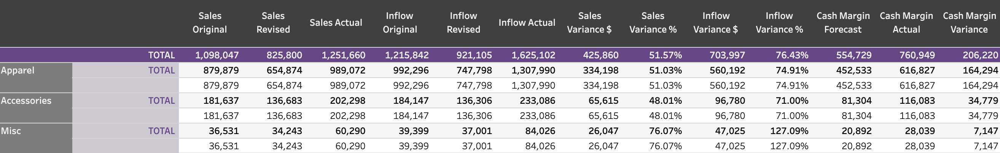 Sales Original Sales Revised Sales Actual Inflow Original Inflow Revised Inflow Actual Sales Variance $ Sales Variance % Inflow Variance $ Inflow Variance % Cash Margin Forecast Cash Margin Actual Cash Margin Variance
TOTAL 1,098,047 825,800 1,251,660 1,215,842 921,105 1,625,102 425,860 51.57% 703,997 76.43% 554,729 760,949 206,220
Apparel TOTAL 879,879 654,874 989,072 992,296 747,798 1,307,990 334,198 51.03% 560,192 74.91% 452,533 616,827 164,294
879,879 654,874 989,072 992,296 747,798 1,307,990 334,198 51.03% 560,192 74.91% 452,533 616,827 164,294
Accessories TOTAL 181,637 136,683 202,298 184,147 136,306 233,086 65,615 48.01% 96,780 71.00% 81,304 116,083 34,779
181,637 136,683 202,298 184,147 136,306 233,086 65,615 48.01% 96,780 71.00% 81,304 116,083 34,779
Misc TOTAL 36,531 34,243 60,290 39,399 37,001 84,026 26,047 76.07% 47,025 127.09% 20,892 28,039 7,147
36,531 34,243 60,290 39,399 37,001 84,026 26,047 76.07% 47,025 127.09% 20,892 28,039 7,147